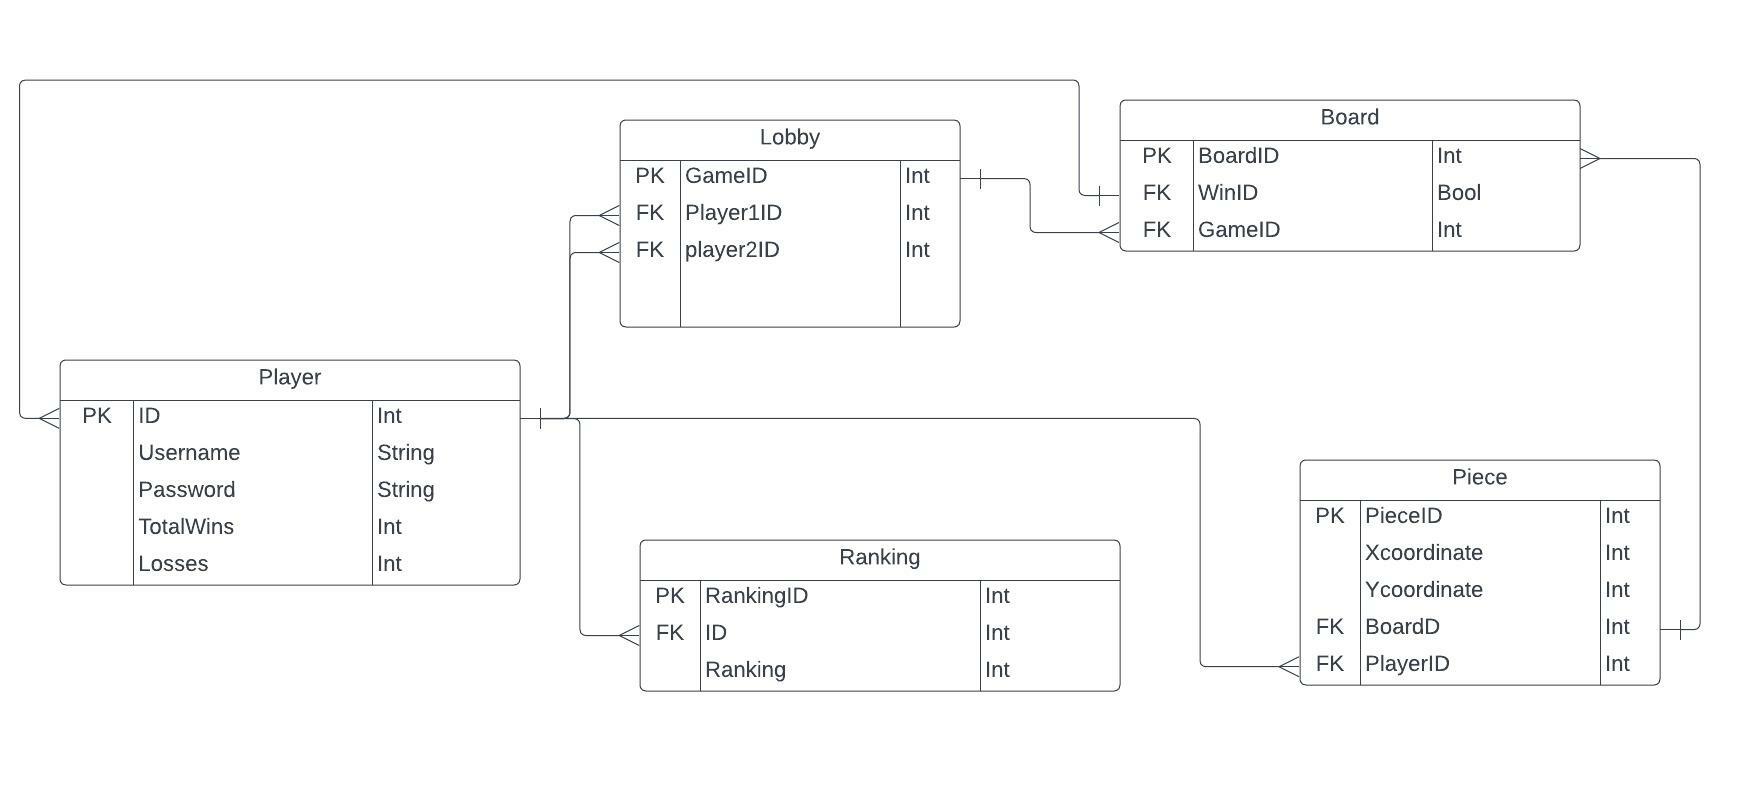 Lobby
PK GameID Int
FK Player1ID Int
FK player2ID Int
Board
PK BoardID Int
FK WinID Bool
FK GameID Int
Player
PK ID Int
Username String
Password String
TotalWins Int
Losses Int
Ranking
PK RankingID Int
FK ID Int
Ranking Int
Piece
PK PieceID Int
Xcoordinate Int
Ycoordinate Int
FK BoardD Int
FK PlayerID Int